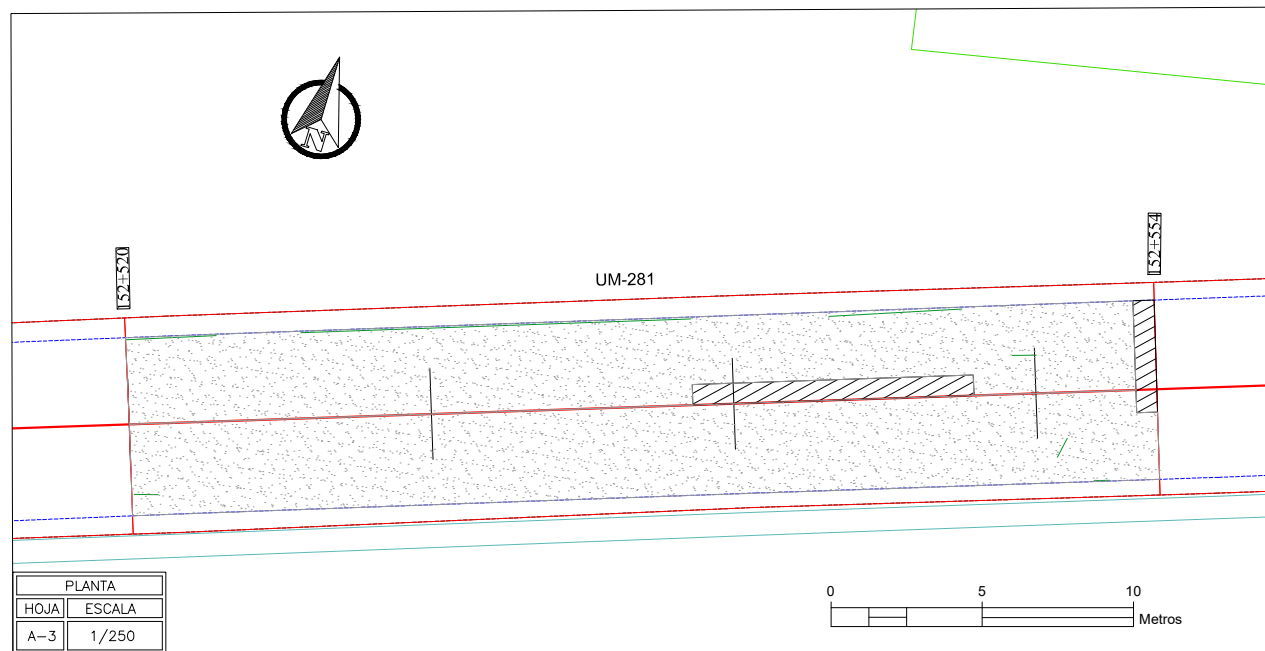 N
152+520
152+554
UM-281
PLANTA
HOJA ESCALA
A-3 1/250
0 5 10
Metros